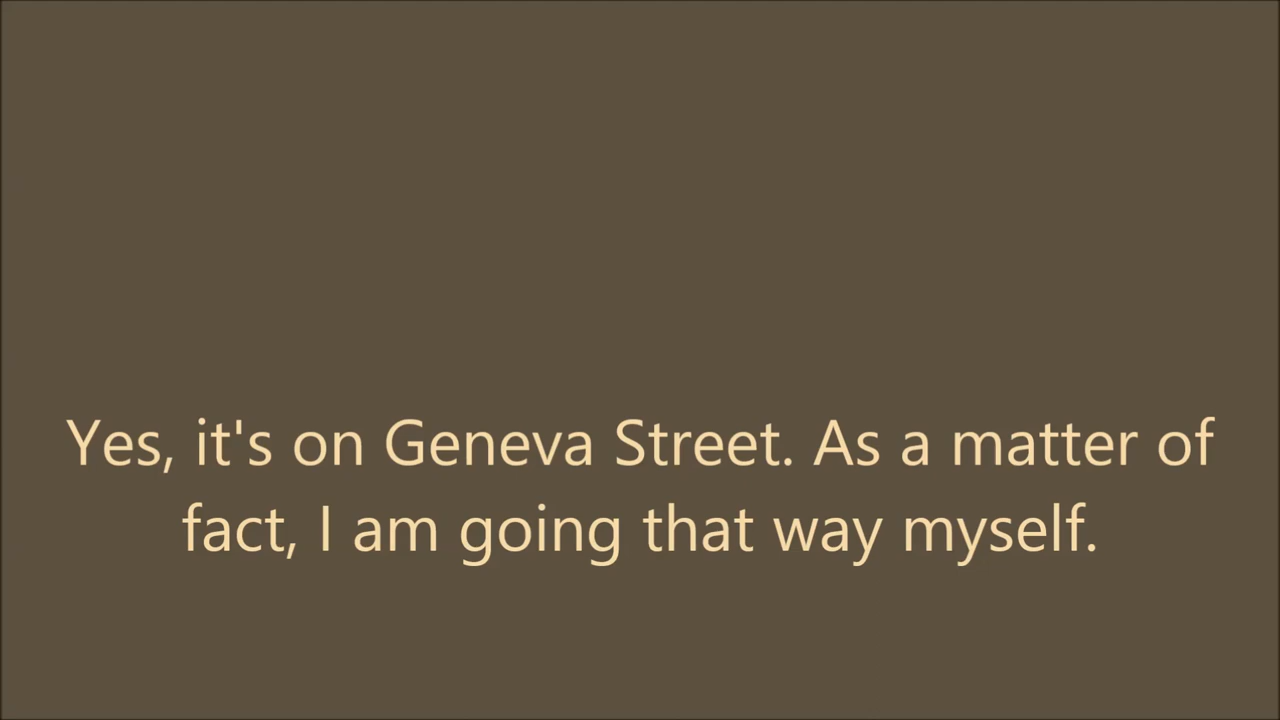 Yes, it's on Geneva Street. As a matter of
fact, I am going that way myself.